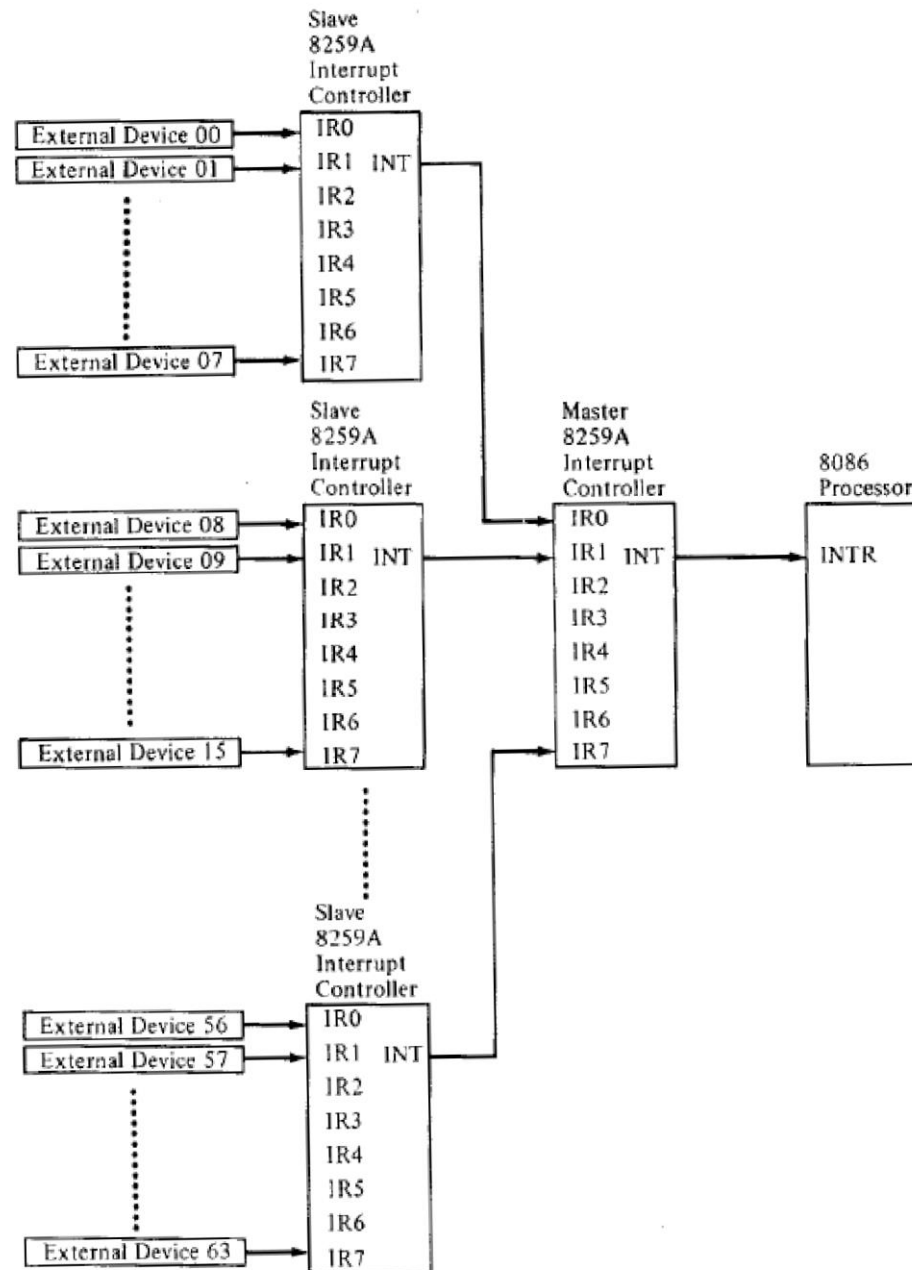 Slave
8259A
Interrupt
Controller
External Device 00
IR0
External Device 01
IR1 INT
IR2
IR3
IR4
IR5
IR6
External Device 07
IR7
Slave
8259A
Interrupt
Controller
External Device 08
IR0
External Device 09
IR1 INT
IR2
IR3
IR4
IR5
IR6
External Device 15
IR7
Master
8259A
Interrupt
Controller
IR0
IR1 INT
IR2
IR3
IR4
IR5
IR6
IR7
8086
Processor
INTR
Slave
8259A
Interrupt
Controller
External Device 56
IR0
External Device 57
IR1 INT
IR2
IR3
IR4
IR5
IR6
External Device 63
IR7